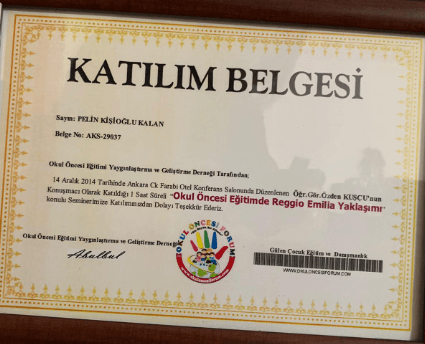 KATILIM BELGESİ
Sayın: PELİN KİŞİOĞLU KALAN
Belge No: AKS-29037
Okul Öncesi Eğitimi Yaygınlaştırma ve Geliştirme Derneği Tarafından;
14 Aralık 2014 Tarihinde Ankara Ck Farabi Otel Konferans Salonunda Düzenlenen Öğr.Gör.Özden KUŞCU'nun
Konuşmacı Olarak Katıldığı 1 Saat Süreli "Okul Öncesi Eğitimde Reggio Emilia Yaklaşımı"
konulu Seminerimize Katılımınızdan Dolayı Teşekkür Ederiz.
Okul Öncesi Eğitimi Yaygınlaştırma ve Geliştirme Derneği
OKUL ÖNCESİ FORUM
Gülen Çocuk Eğitim ve Danışmanlık
WWW.OKULONCESIFORUM.COM